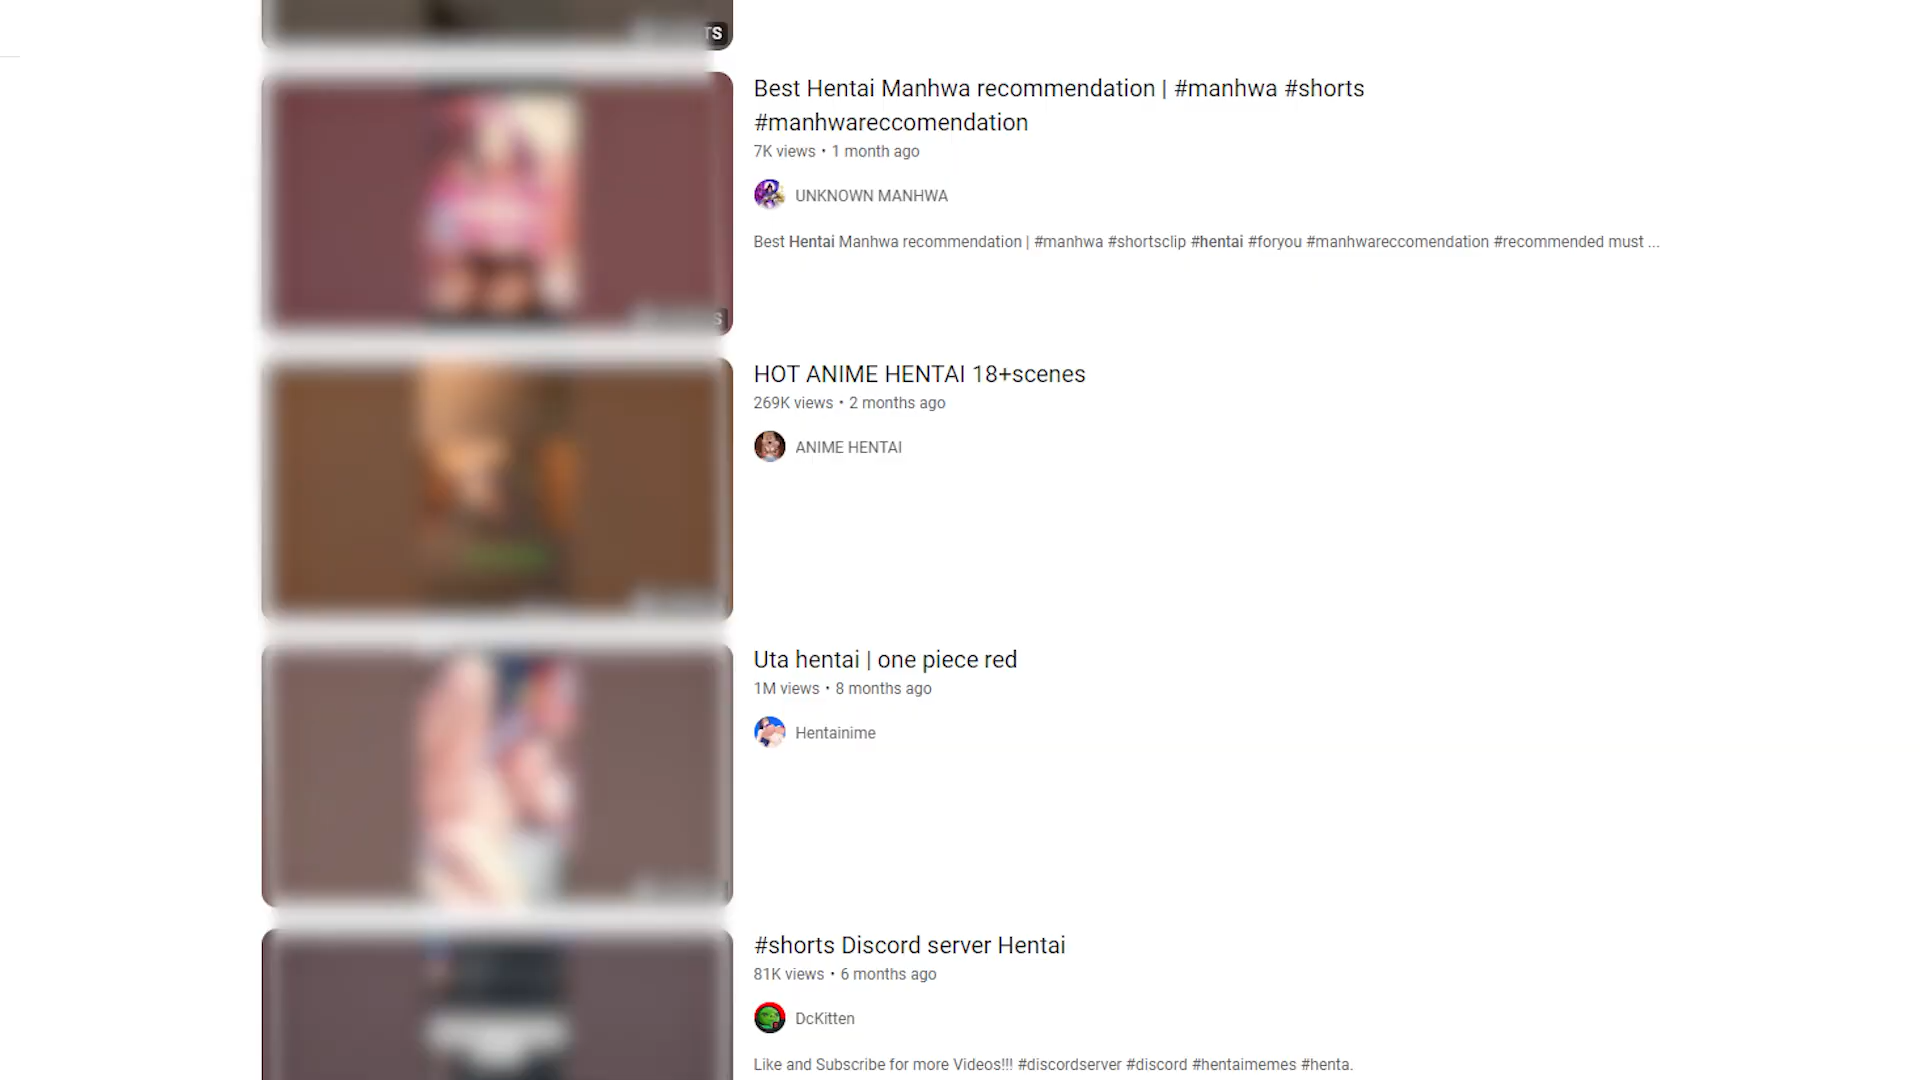 TS
Best Hentai Manhwa recommendation | #manhwa #shorts
#manhwareccomendation
7K views • 1 month ago
UNKNOWN MANHWA
Best Hentai Manhwa recommendation | #manhwa #shortsclip #hentai #foryou #manhwareccomendation #recommended must ...
S
HOT ANIME HENTAI 18+scenes
269K views • 2 months ago
ANIME HENTAI
Uta hentai | one piece red
1M views • 8 months ago
Hentainime
#shorts Discord server Hentai
81K views • 6 months ago
DcKitten
Like and Subscribe for more Videos!!! #discordserver #discord #hentaimemes #henta.